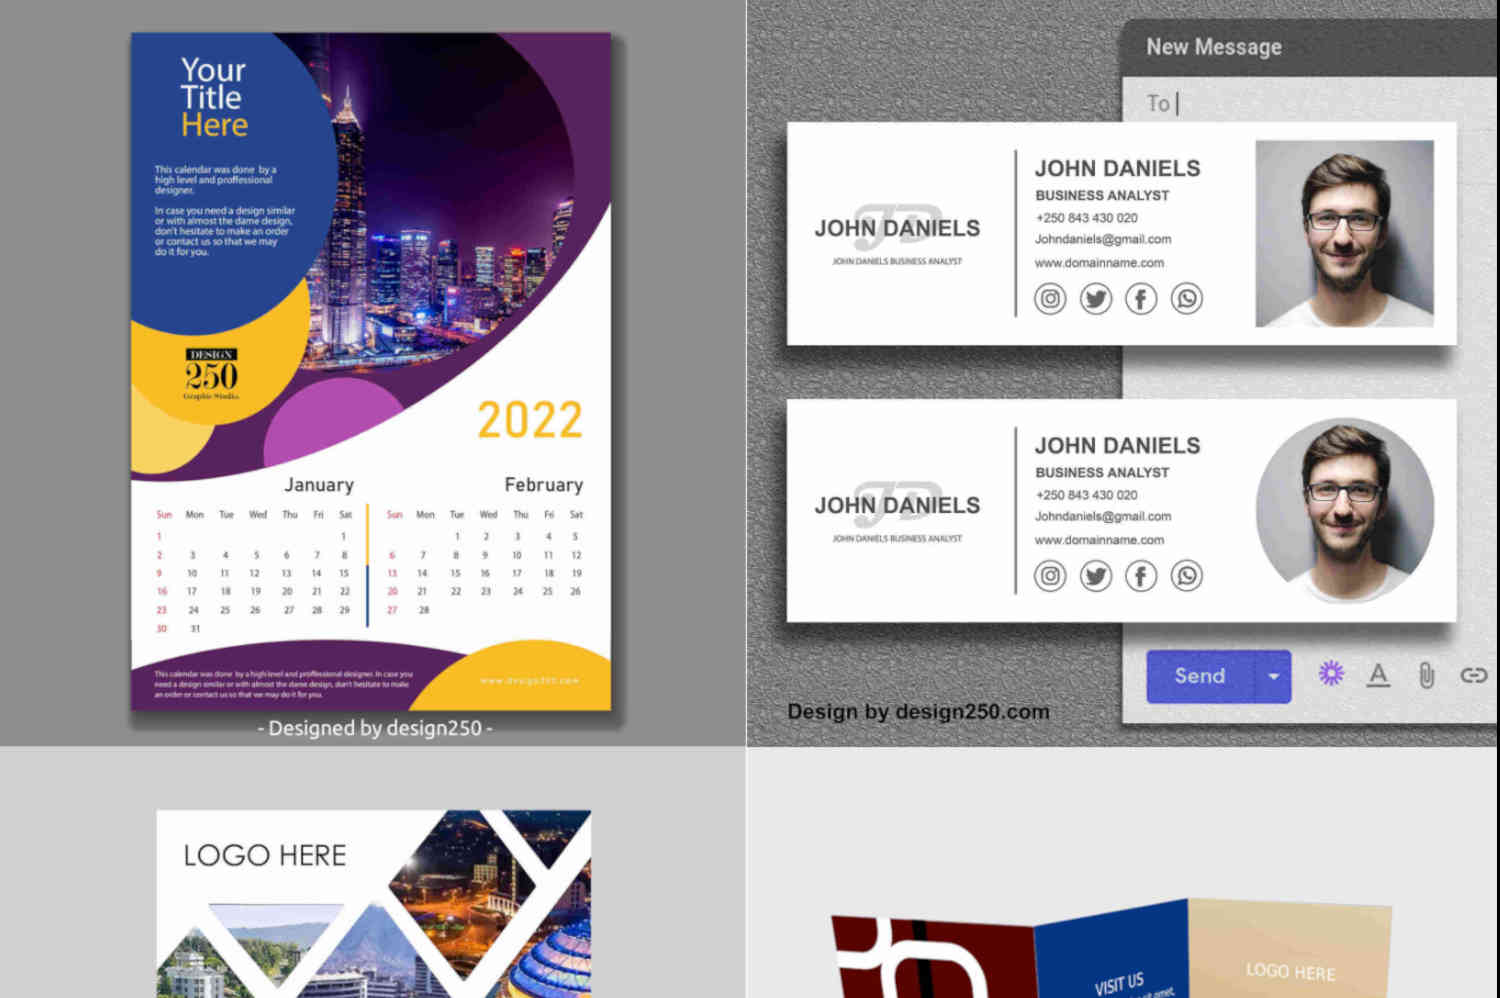 Your
Title
Here
This calendar was done by a
high level and proffessional
designer.
In case you need a design similar
or with almost the dame design,
don't hesitate to make an order
or contact us so that we may
do it for you.
DESIGN
250
Graphic Studio.
2022
January
Sun Mon Tue Wed Thu Fri Sat
1 1
2 3 4 5 6 7 8
9 10 11 12 13 14 15
16 17 18 19 20 21 22
23 24 25 26 27 28 29
30 31
February
Sun Mon Tue Wed Thu Fri Sat
1 2 3 4 5
6 7 8 9 10 11 12
13 14 15 16 17 18 19
20 21 22 23 24 25 26
27 28
This calendar was done by a high level and proffessional designer. In case you
need a design similar or with almost the dame design, don't hesitate to make
an order or contact us so that we may do it for you.
www.design250.com
- Designed by design250 -
New Message
To
JD
JOHN DANIELS
JOHN DANIELS BUSINESS ANALYST
JOHN DANIELS
BUSINESS ANALYST
+250 843 430 020
Johndaniels@gmail.com
www.domainname.com
JD
JOHN DANIELS
JOHN DANIELS BUSINESS ANALYST
JOHN DANIELS
BUSINESS ANALYST
+250 843 430 020
Johndaniels@gmail.com
www.domainname.com
Send
A
Design by design250.com
LOGO HERE
VISIT US
LOGO HERE